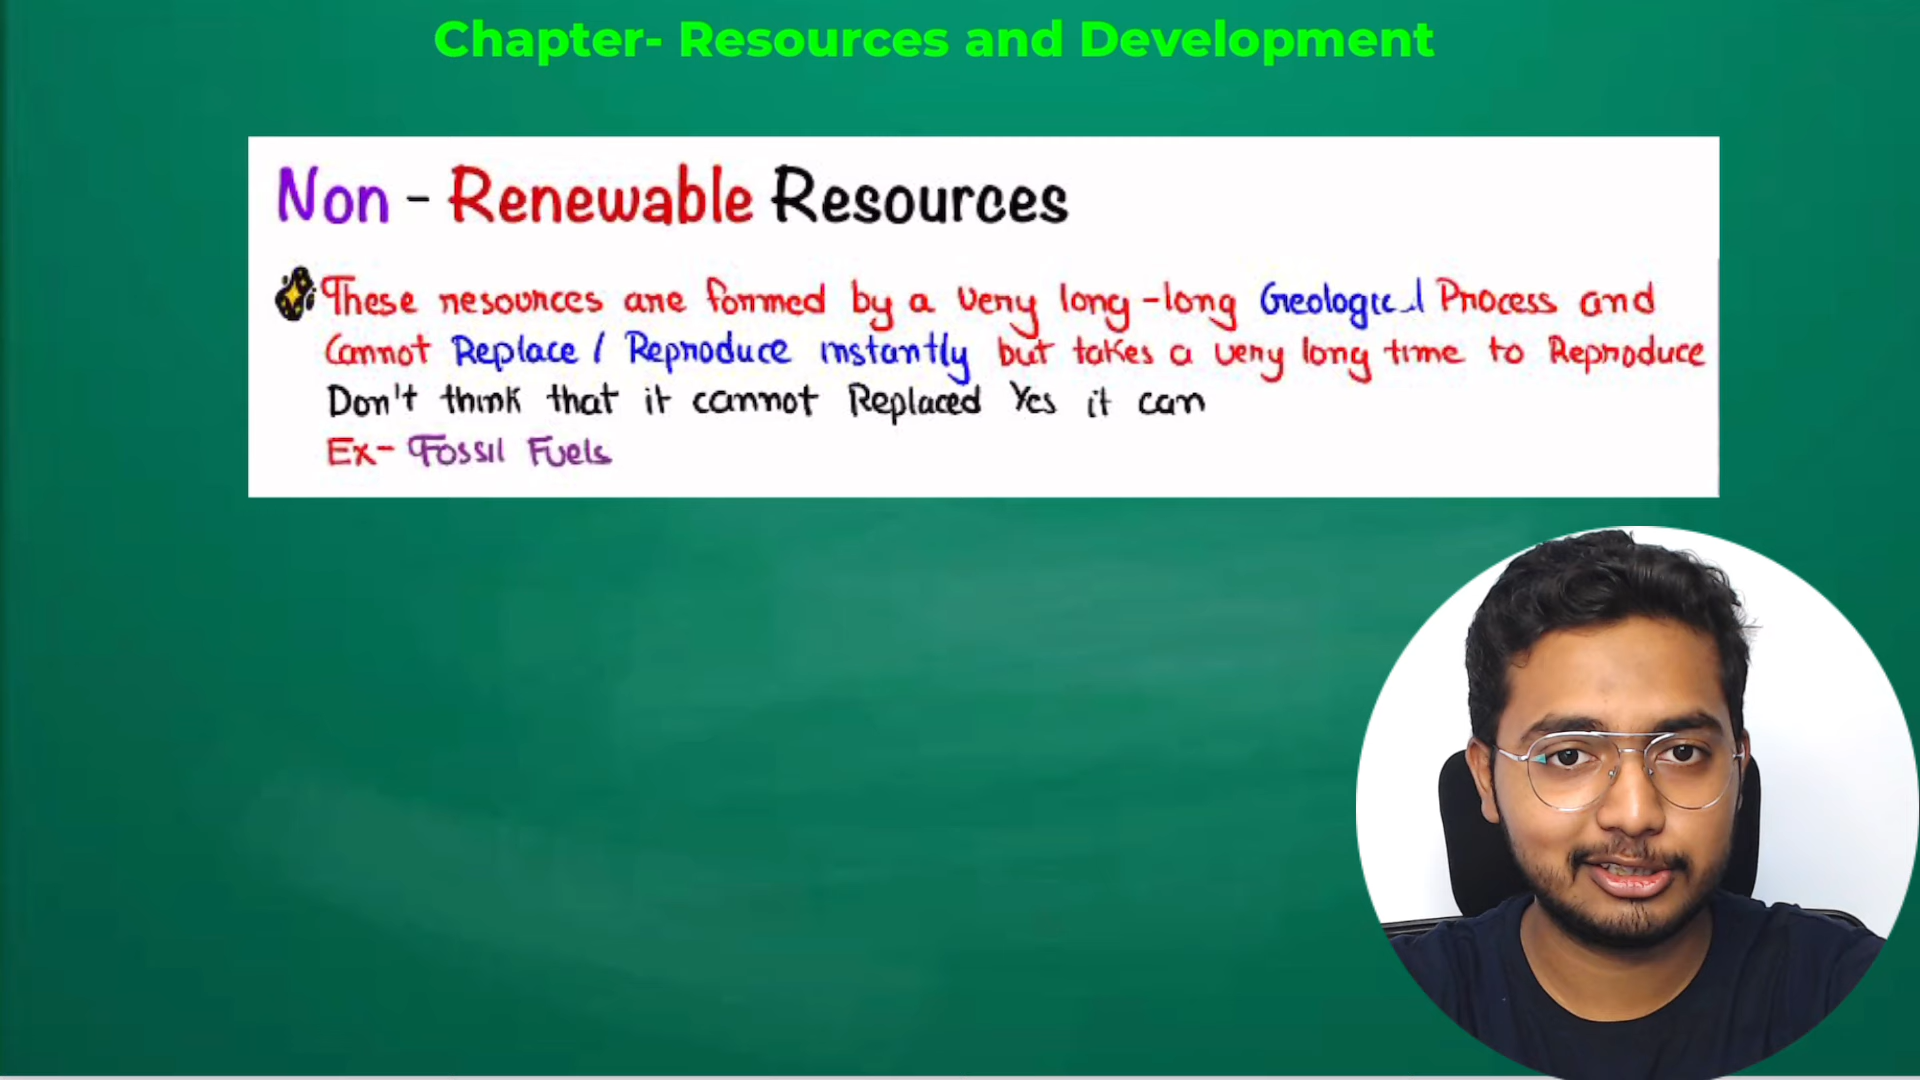 Chapter- Resources and Development
Non - Renewable Resources
These resources are formed by a very long-long Geological Process and
Cannot Replace / Reproduce instantly but takes a very long time to Reproduce
Don't think that it cannot Replaced Yes it can
Ex- Fossil Fuels